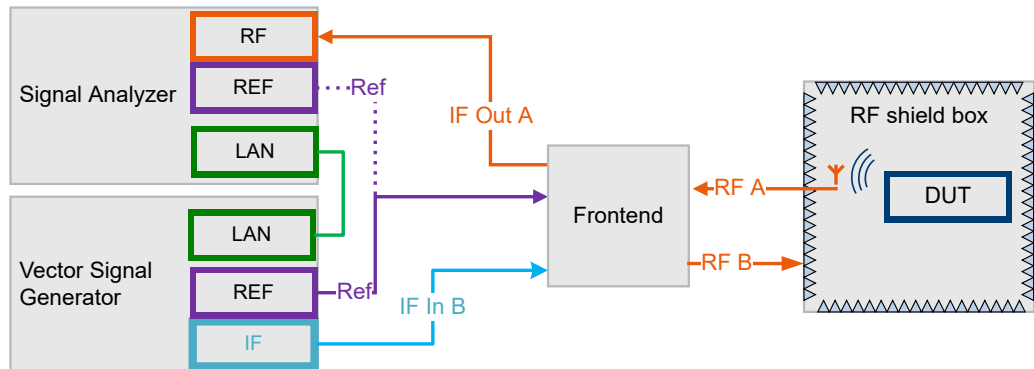 Signal Analyzer
RF
REF
LAN
Ref
IF Out A
Vector Signal
Generator
LAN
REF
IF
Ref
IF In B
Frontend
RF A
RF B
RF shield box
DUT